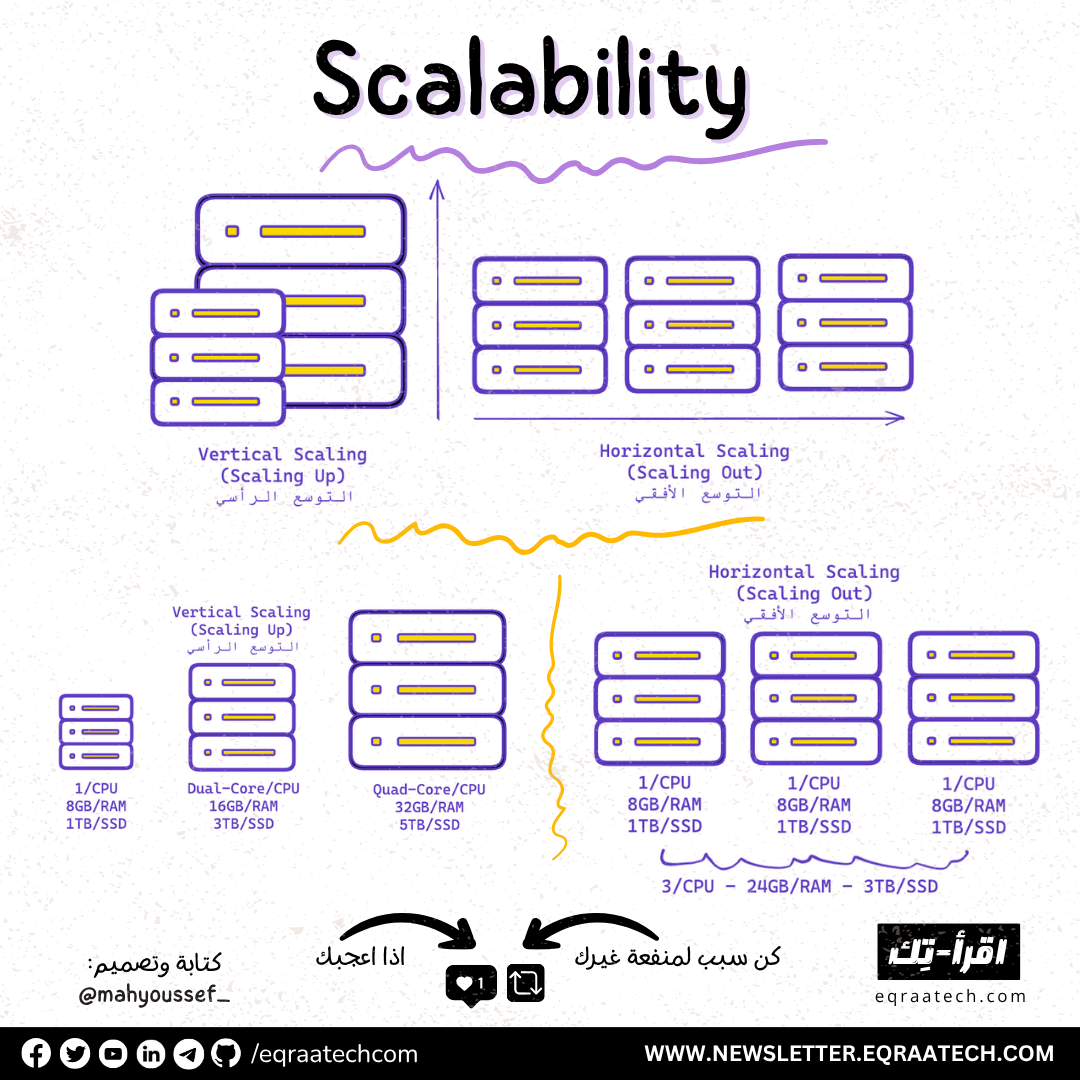 Scalability
Vertical Scaling
(Scaling Up)
التوسع الرأسي
Horizontal Scaling
(Scaling Out)
التوسع الأفقي
Vertical Scaling
(Scaling Up)
التوسع الرأسي
1/CPU
8GB/RAM
1TB/SSD
Dual-Core/CPU
16GB/RAM
3TB/SSD
Quad-Core/CPU
32GB/RAM
5TB/SSD
Horizontal Scaling
(Scaling Out)
التوسع الأفقي
1/CPU
8GB/RAM
1TB/SSD
1/CPU
8GB/RAM
1TB/SSD
1/CPU
8GB/RAM
1TB/SSD
3/CPU - 24GB/RAM - 3TB/SSD
كتابة وتصميم:
@mahyoussef_
اذا اعجبك
1
كن سبب لمنفعة غيرك
اقرأ-تِك
eqraatech.com
/eqraatechcom
WWW.NEWSLETTER.EQRAATECH.COM